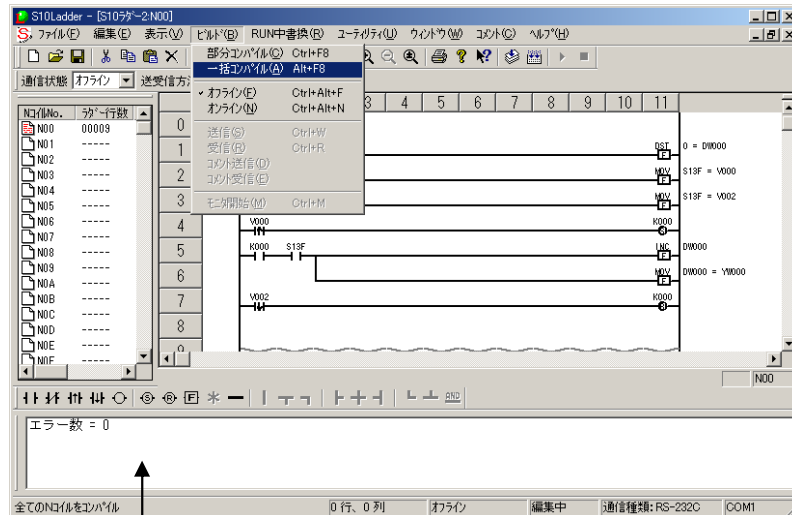 S10Ladder - [S10ﾗﾀﾞｰ2:N00]
ﾌｧｲﾙ(F) 編集(E) 表示(V) ﾋﾞﾙﾄﾞ(B) RUN中書換(R) ﾕｰﾃｨﾘﾃｨ(U) ｳｨﾝﾄﾞｳ(W) ｺﾒﾝﾄ(C) ﾍﾙﾌﾟ(H)
部分ｺﾝﾊﾟｲﾙ(C) Ctrl+F8
一括ｺﾝﾊﾟｲﾙ(A) Alt+F8
ｵﾌﾗｲﾝ(F) Ctrl+Alt+F
ｵﾝﾗｲﾝ(N) Ctrl+Alt+N
送信(S) Ctrl+W
受信(R) Ctrl+R
ｺﾒﾝﾄ送信(D)
ｺﾒﾝﾄ受信(E)
ﾓﾆﾀ開始(M) Ctrl+M
通信状態 ｵﾌﾗｲﾝ 送受信方
NｺｲﾙNo. ﾗﾀﾞｰ行数
N00 00009
N01 -----
N02 -----
N03 -----
N04 -----
N05 -----
N06 -----
N07 -----
N08 -----
N09 -----
N0A -----
N0B -----
N0C -----
N0D -----
N0E -----
N0F -----
3 4 5 6 7 8 9 10 11
0
1 DST F 0 = DW000
2 MOV F S13F = V000
3 MOV F S13F = V002
4 V000 K000 S
5 K000 S13F INC F DW000
6 MOV F DW000 = YW000
7 V002 K000
8
9
N00
S R F AND
エラー数 = 0
全てのNｺｲﾙをｺﾝﾊﾟｲﾙ 0 行、0 列 ｵﾌﾗｲﾝ 編集中 通信種類:RS-232C COM1